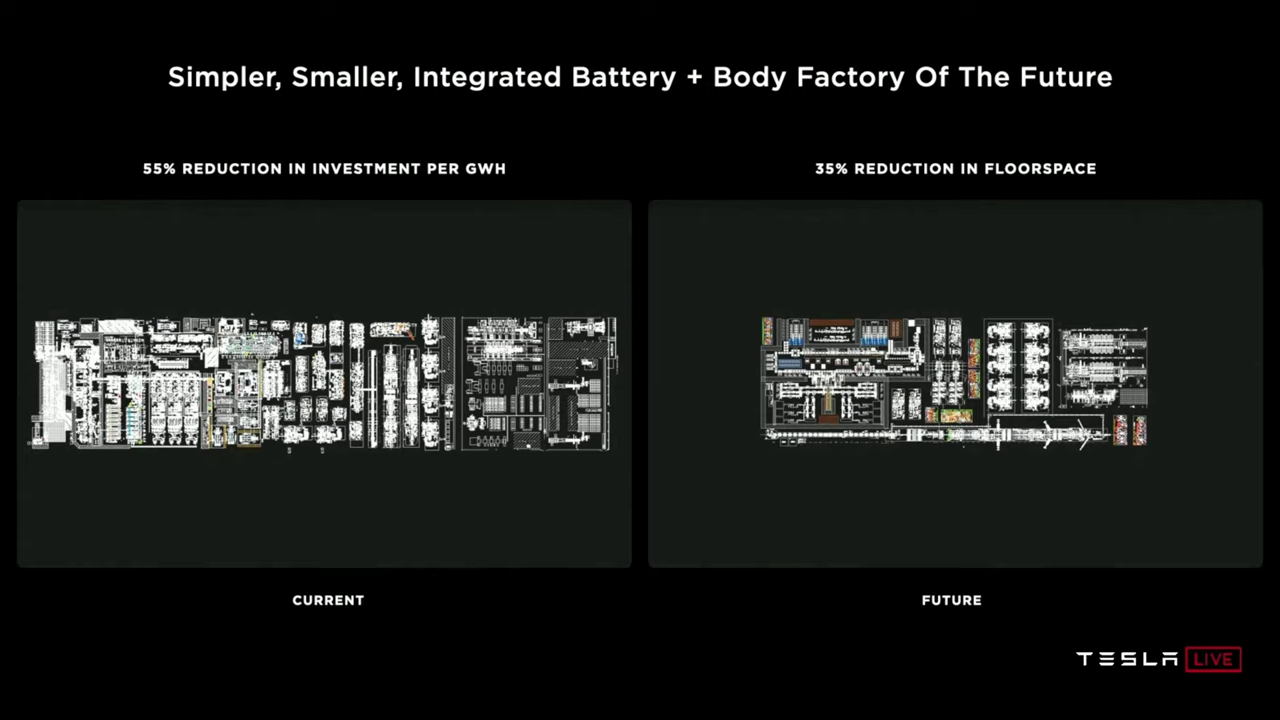 Simpler, Smaller, Integrated Battery + Body Factory Of The Future
55% REDUCTION IN INVESTMENT PER GWH
35% REDUCTION IN FLOORSPACE
CURRENT
FUTURE
TESLA LIVE